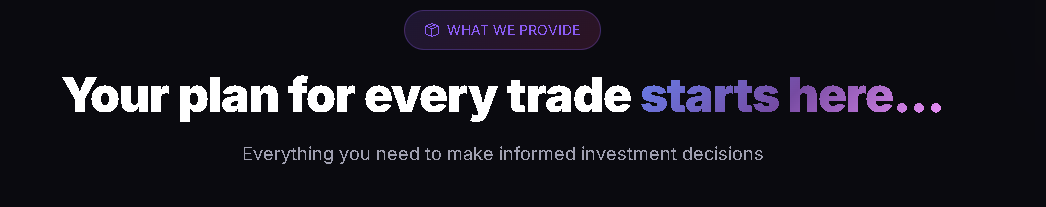 WHAT WE PROVIDE
Your plan for every trade starts here...
Everything you need to make informed investment decisions